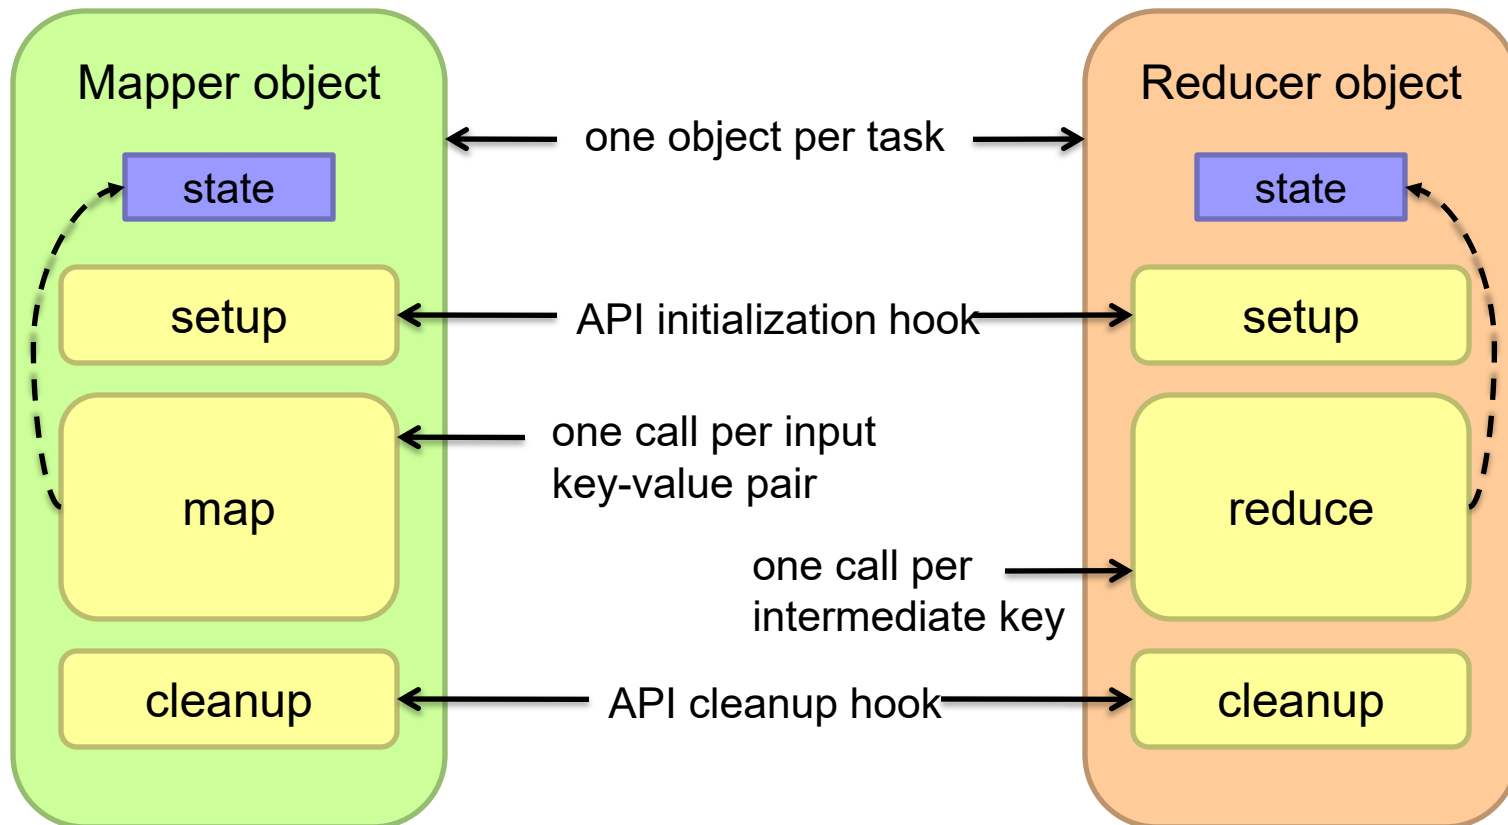 Mapper object
Reducer object
one object per task
state
state
setup
API initialization hook
setup
one call per input
key-value pair
map
reduce
one call per
intermediate key
cleanup
API cleanup hook
cleanup